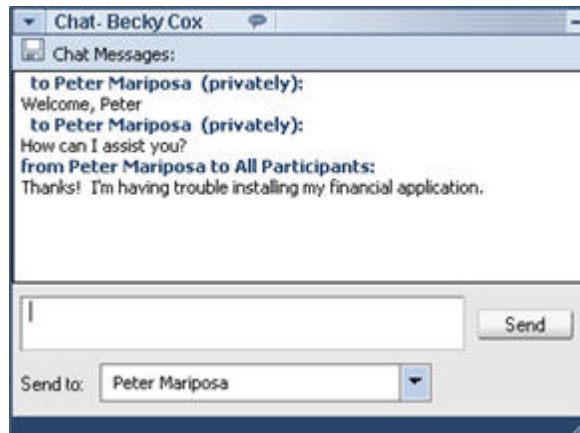 Chat- Becky Cox
Chat Messages:
to Peter Mariposa (privately):
Welcome, Peter
to Peter Mariposa (privately):
How can I assist you?
from Peter Mariposa to All Participants:
Thanks! I'm having trouble installing my financial application.
Send
Send to: Peter Mariposa